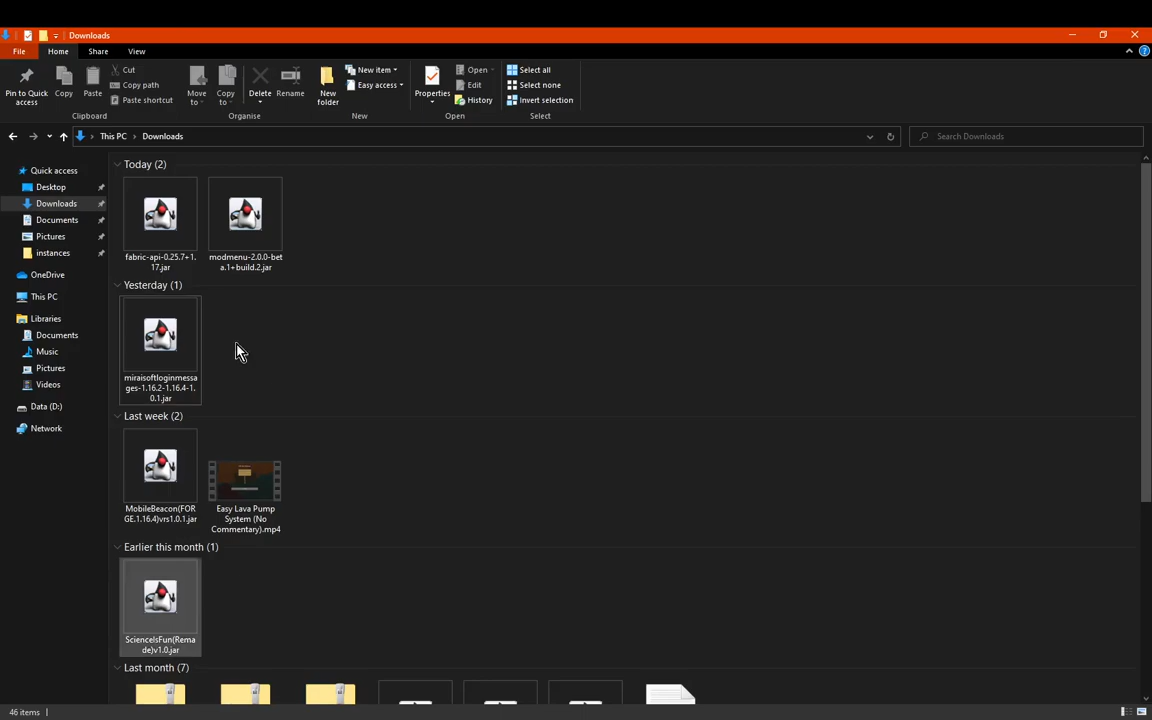 Downloads
File Home Share View
Pin to Quick access
Copy
Paste
Cut
Copy path
Paste shortcut
Clipboard
Move to
Copy to
Delete
Rename
Organise
New folder
New item
Easy access
New
Properties
Open
Edit
History
Open
Select all
Select none
Invert selection
Select
This PC > Downloads
Search Downloads
Quick access
Desktop
Downloads
Documents
Pictures
instances
OneDrive
This PC
Libraries
Documents
Music
Pictures
Videos
Data (D:)
Network
Today (2)
fabric-api-0.25.7+1.
17.jar
modmenu-2.0.0-bet
a.1+build.2.jar
Yesterday (1)
miraisoftloginmessa
ges-1.16.2-1.16.4-1.
0.1.jar
Last week (2)
MobileBeacon(FOR
GE.1.16.4)vrs1.0.1.jar
Easy Lava Pump
System (No
Commentary).mp4
Earlier this month (1)
ScienceIsFun(Rema
de)v1.0.jar
Last month (7)
46 items